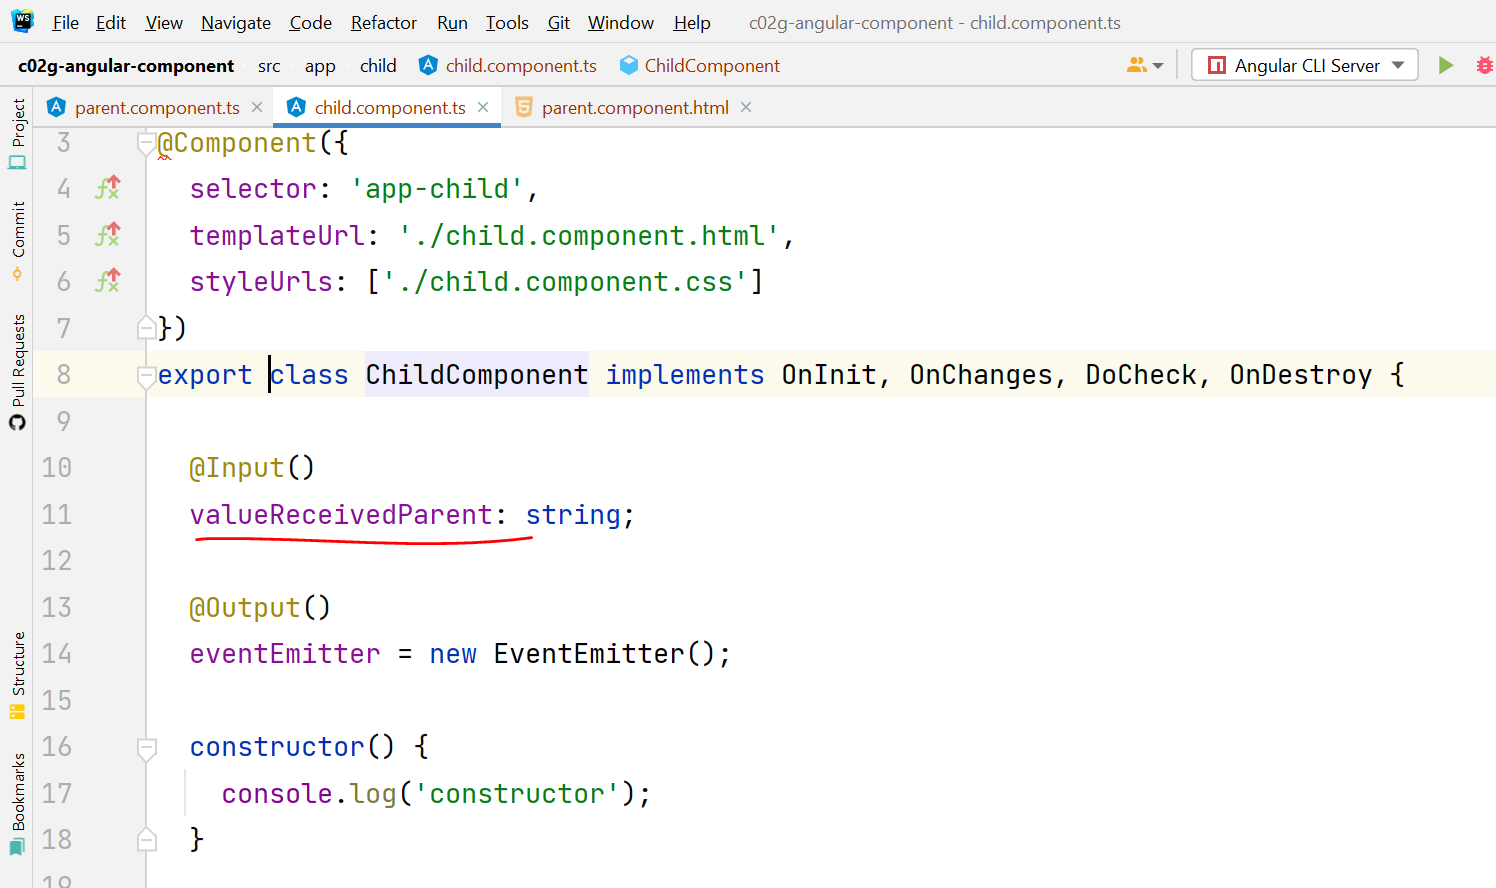 WS File Edit View Navigate Code Refactor Run Tools Git Window Help c02g-angular-component - child.component.ts
c02g-angular-component src app child child.component.ts ChildComponent Angular CLI Server
parent.component.ts child.component.ts parent.component.html
Project
Commit
Pull Requests
Structure
Bookmarks
3 @Component({
4 selector: 'app-child',
5 templateUrl: './child.component.html',
6 styleUrls: ['./child.component.css']
7 })
8 export class ChildComponent implements OnInit, OnChanges, DoCheck, OnDestroy {
9
10 @Input()
11 valueReceivedParent: string;
12
13 @Output()
14 eventEmitter = new EventEmitter();
15
16 constructor() {
17 console.log('constructor');
18 }
19